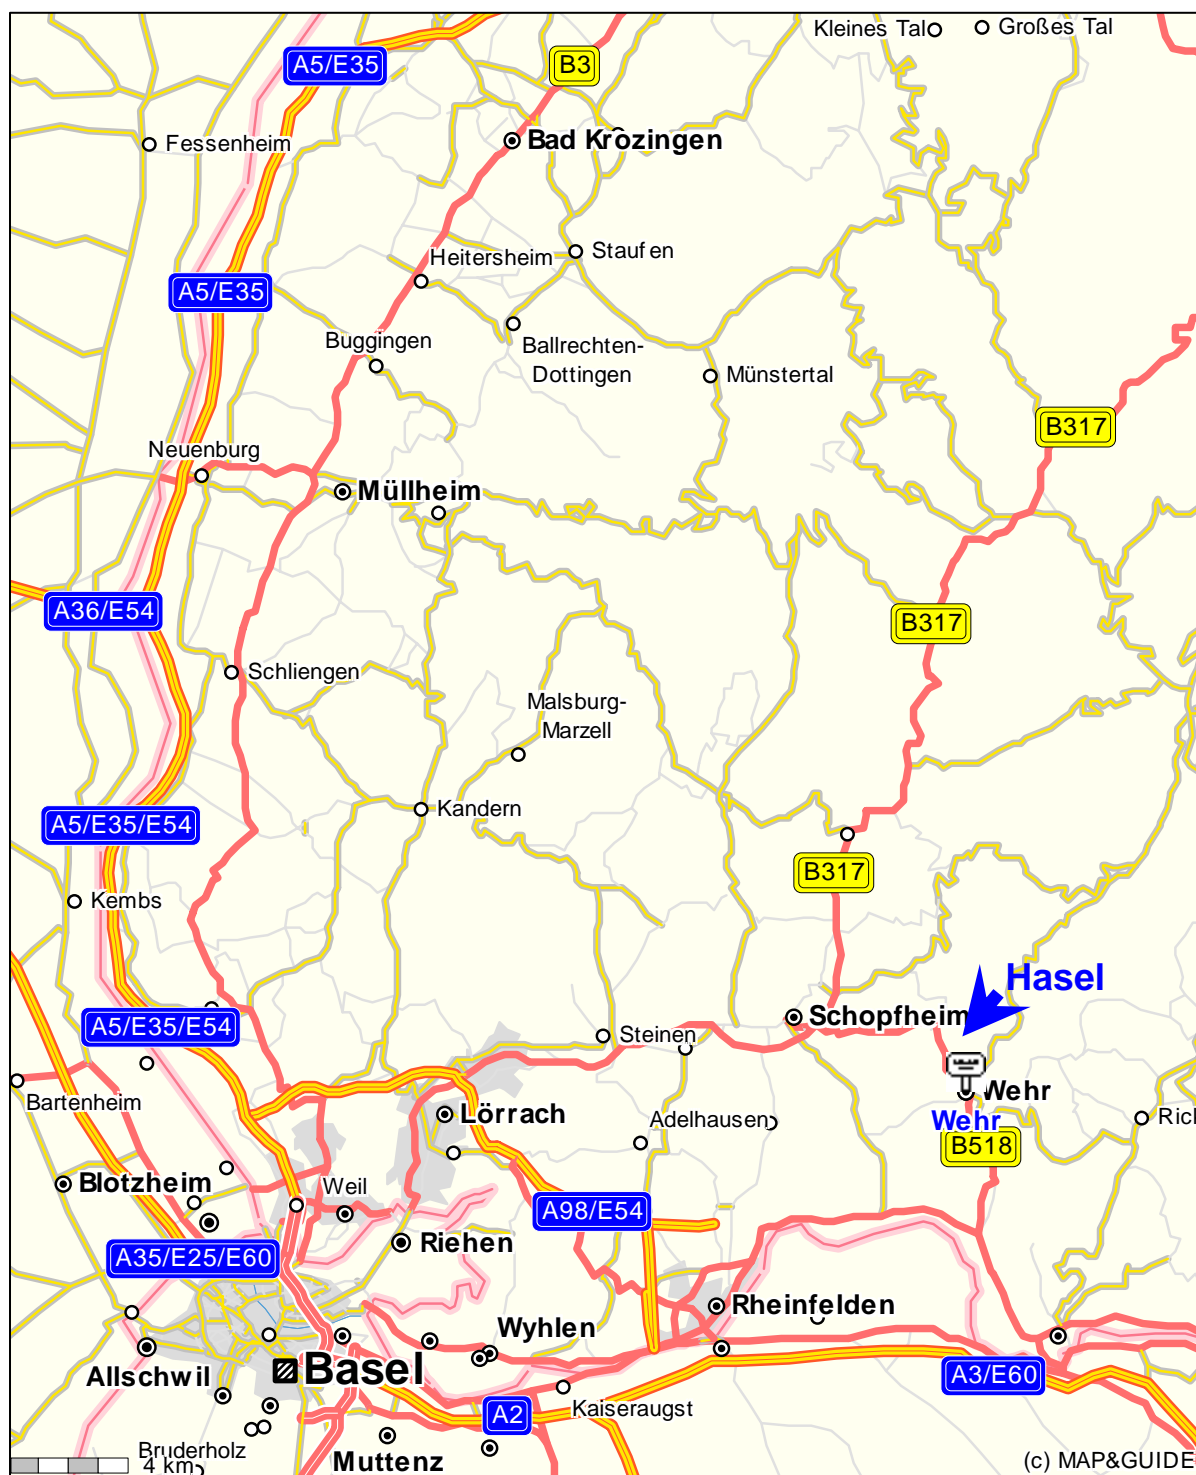 Kleines Tal
Großes Tal
A5/E35
B3
Fessenheim
Bad Krozingen
Heitersheim
Staufen
A5/E35
Buggingen
Ballrechten-
Dottingen
Münstertal
B317
Neuenburg
Müllheim
A36/E54
B317
Schliengen
Malsburg-
Marzell
Kandern
A5/E35/E54
B317
Kembs
Hasel
Schopfheim
A5/E35/E54
Steinen
Bartenheim
Wehr
Lörrach
Adelhausen
Wehr
Rick
B518
Blotzheim
Weil
A98/E54
Riehen
A35/E25/E60
Rheinfelden
Wyhlen
Basel
Allschwil
A3/E60
Kaiseraugst
A2
Bruderholz
Muttenz
4 km
(c) MAP&GUIDE